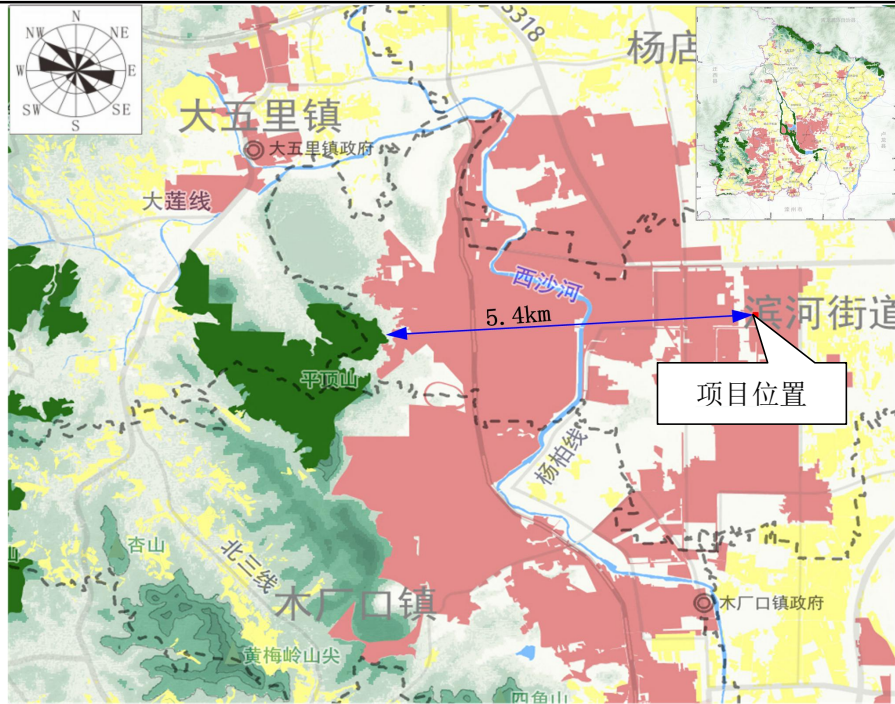 N
NW
NE
W
E
SW
SE
S
S318
杨店
大五里镇
大五里镇政府
大莲线
西沙河
5.4km
滨河街道
平顶山
项目位置
杨柏线
杏山
北三线
木厂口镇
木厂口镇政府
黄梅岭山尖
四角山
山